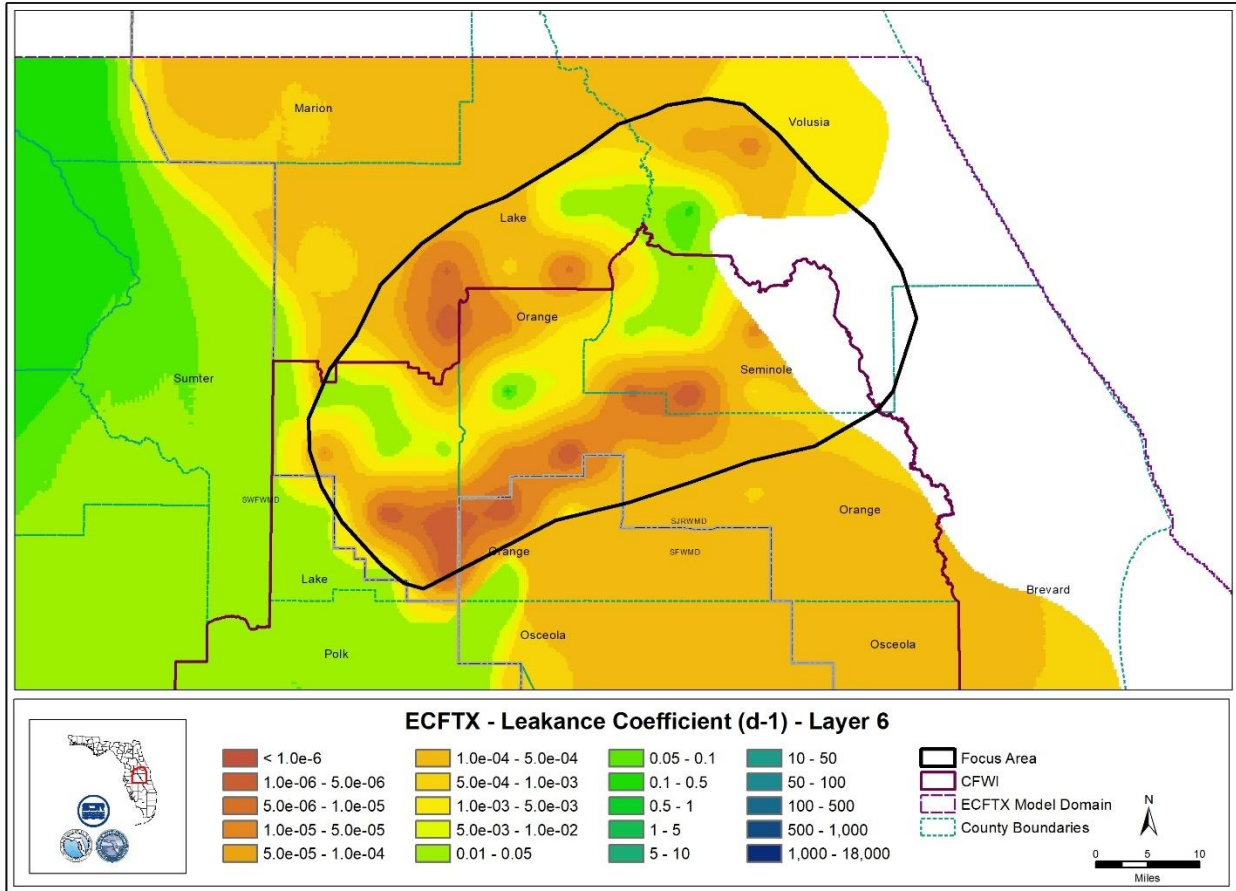 Marion
Volusia
Lake
Orange
Sumter
Seminole
SWFWMD
Orange
SJRWMD
Orange
SFWMD
Lake
Brevard
Osceola
Osceola
Polk
ECFTX - Leakance Coefficient (d-1) - Layer 6
< 1.0e-6
1.0e-06 - 5.0e-06
5.0e-06 - 1.0e-05
1.0e-05 - 5.0e-05
5.0e-05 - 1.0e-04
1.0e-04 - 5.0e-04
5.0e-04 - 1.0e-03
1.0e-03 - 5.0e-03
5.0e-03 - 1.0e-02
0.01 - 0.05
0.05 - 0.1
0.1 - 0.5
0.5 - 1
1 - 5
5 - 10
10 - 50
50 - 100
100 - 500
500 - 1,000
1,000 - 18,000
Focus Area
CFWI
ECFTX Model Domain
County Boundaries
N
0 5 10
Miles